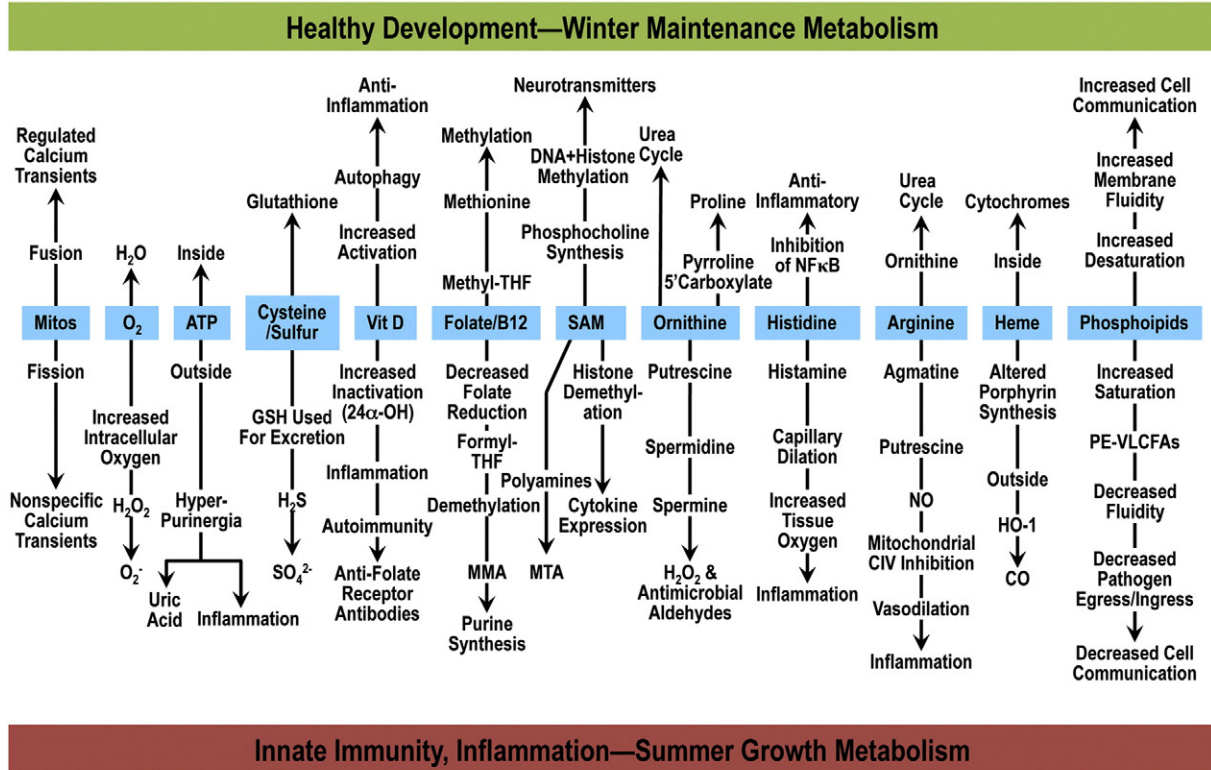 Healthy Development—Winter Maintenance Metabolism
Regulated
Calcium
Transients
Fusion
Mitos
Fission
Nonspecific
Calcium
Transients
H₂O
O₂
Increased
Intracellular
Oxygen
H₂O₂
O₂⁻
Inside
ATP
Outside
Hyper-
Purinergia
Uric
Acid
Inflammation
Glutathione
Cysteine
/Sulfur
GSH Used
For Excretion
H₂S
SO₄²⁻
Anti-
Inflammation
Autophagy
Increased
Activation
Vit D
Increased
Inactivation
(24α-OH)
Inflammation
Autoimmunity
Anti-Folate
Receptor
Antibodies
Methylation
Methionine
Methyl-THF
Folate/B12
Decreased
Folate
Reduction
Formyl-
THF
Demethylation
MMA
Purine
Synthesis
Neurotransmitters
DNA+Histone
Methylation
Phosphocholine
Synthesis
SAM
Histone
Demethyl-
ation
Polyamines
Cytokine
Expression
MTA
Urea
Cycle
Proline
Pyrroline
5'Carboxylate
Ornithine
Putrescine
Spermidine
Spermine
H₂O₂ &
Antimicrobial
Aldehydes
Anti-
Inflammatory
Inhibition
of NFκB
Histidine
Histamine
Capillary
Dilation
Increased
Tissue
Oxygen
Inflammation
Urea
Cycle
Ornithine
Arginine
Agmatine
Putrescine
NO
Mitochondrial
CIV Inhibition
Vasodilation
Inflammation
Cytochromes
Inside
Heme
Altered
Porphyrin
Synthesis
Outside
HO-1
CO
Increased Cell
Communication
Increased
Membrane
Fluidity
Increased
Desaturation
Phosphoipids
Increased
Saturation
PE-VLCFAs
Decreased
Fluidity
Decreased
Pathogen
Egress/Ingress
Decreased Cell
Communication
Innate Immunity, Inflammation—Summer Growth Metabolism